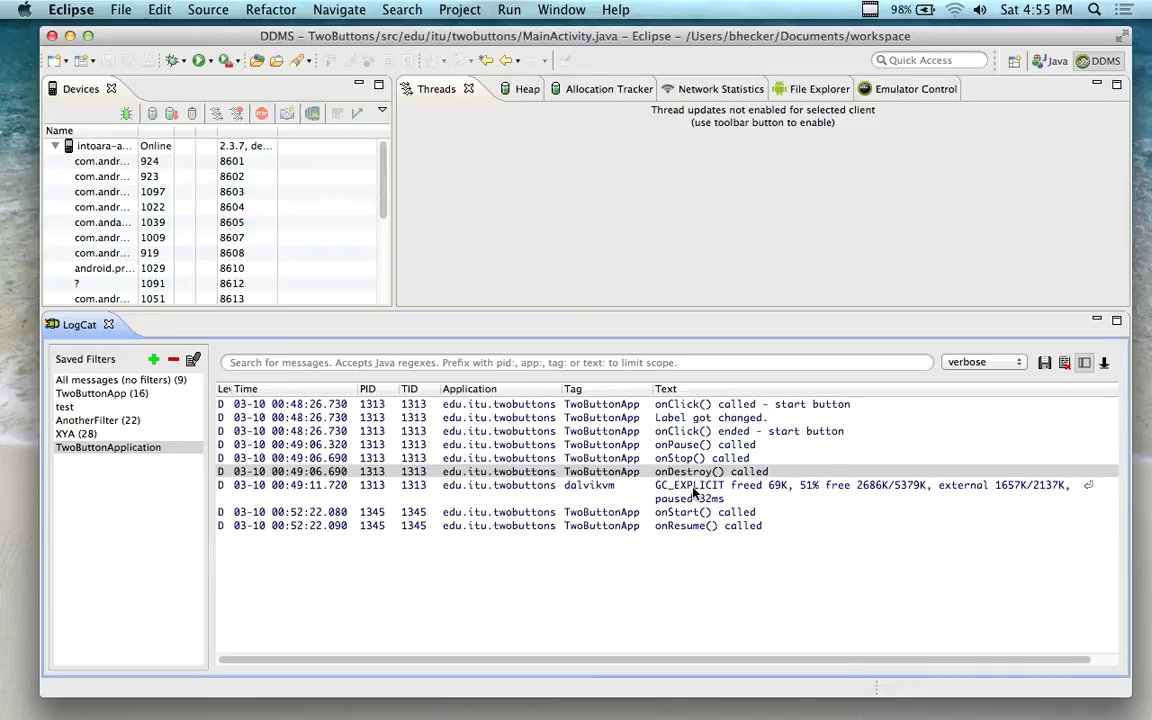 Eclipse File Edit Source Refactor Navigate Search Project Run Window Help 98% Sat 4:55 PM
DDMS - TwoButtons/src/edu/itu/twobuttons/MainActivity.java - Eclipse - /Users/bhecker/Documents/workspace
Quick Access Java DDMS
Devices
Name
intoara-a... Online 2.3.7, de...
com.andr... 924 8601
com.andr... 923 8602
com.andr... 1097 8603
com.andr... 1022 8604
com.anda... 1039 8605
com.andr... 1009 8607
com.andr... 919 8608
android.pr... 1029 8610
? 1091 8612
com.andr... 1051 8613
Threads Heap Allocation Tracker Network Statistics File Explorer Emulator Control
Thread updates not enabled for selected client
(use toolbar button to enable)
LogCat
Saved Filters
All messages (no filters) (9)
TwoButtonApp (16)
test
AnotherFilter (22)
XYA (28)
TwoButtonApplication
Search for messages. Accepts Java regexes. Prefix with pid:, app:, tag: or text: to limit scope. verbose
Le Time PID TID Application Tag Text
D 03-10 00:48:26.730 1313 1313 edu.itu.twobuttons TwoButtonApp onClick() called - start button
D 03-10 00:48:26.730 1313 1313 edu.itu.twobuttons TwoButtonApp Label got changed.
D 03-10 00:48:26.730 1313 1313 edu.itu.twobuttons TwoButtonApp onClick() ended - start button
D 03-10 00:49:06.320 1313 1313 edu.itu.twobuttons TwoButtonApp onPause() called
D 03-10 00:49:06.690 1313 1313 edu.itu.twobuttons TwoButtonApp onStop() called
D 03-10 00:49:06.690 1313 1313 edu.itu.twobuttons TwoButtonApp onDestroy() called
D 03-10 00:49:11.720 1313 1313 edu.itu.twobuttons dalvikvm GC_EXPLICIT freed 69K, 51% free 2686K/5379K, external 1657K/2137K,
paused 32ms
D 03-10 00:52:22.080 1345 1345 edu.itu.twobuttons TwoButtonApp onStart() called
D 03-10 00:52:22.090 1345 1345 edu.itu.twobuttons TwoButtonApp onResume() called